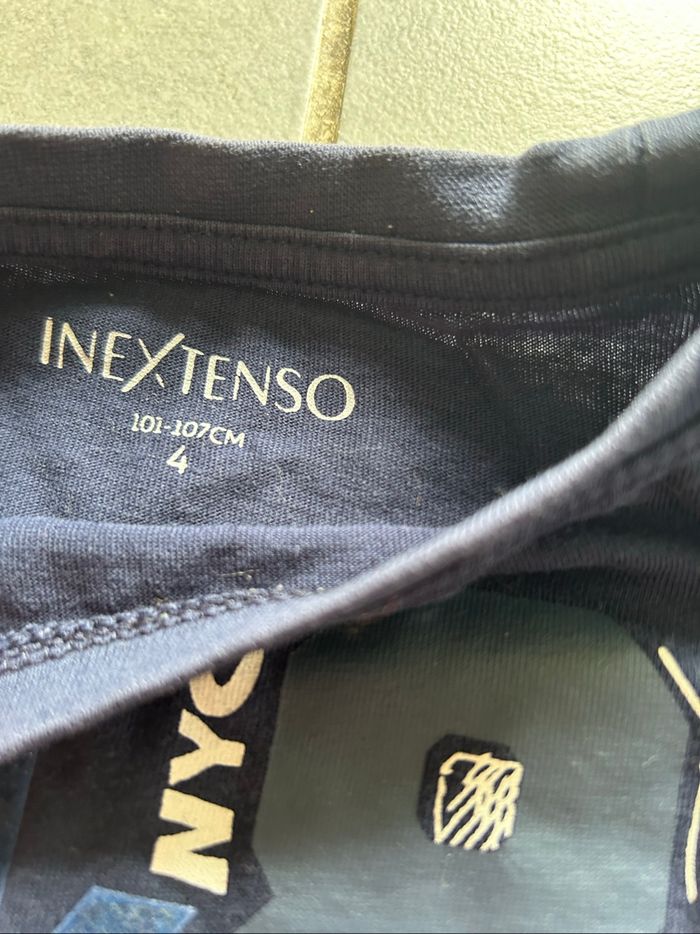 INEXTENSO
101-107CM
4
NYC